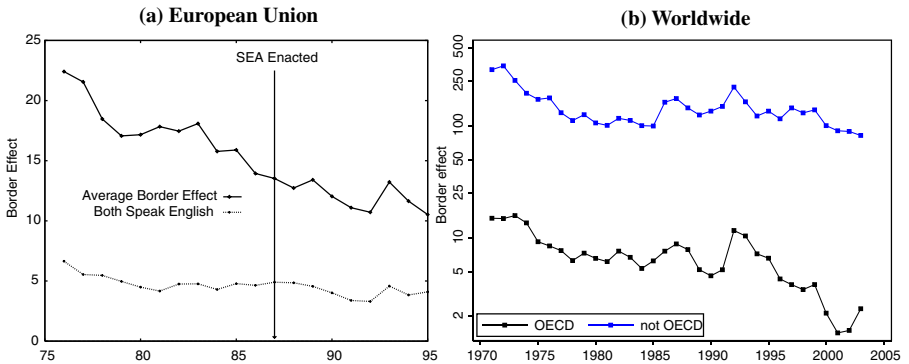 (a) European Union
25
20
15
10
5
0
Border Effect
SEA Enacted
Average Border Effect
Both Speak English
75 80 85 90 95
(b) Worldwide
500
250
100
50
25
10
5
2
Border effect
OECD not OECD
1970 1975 1980 1985 1990 1995 2000 2005